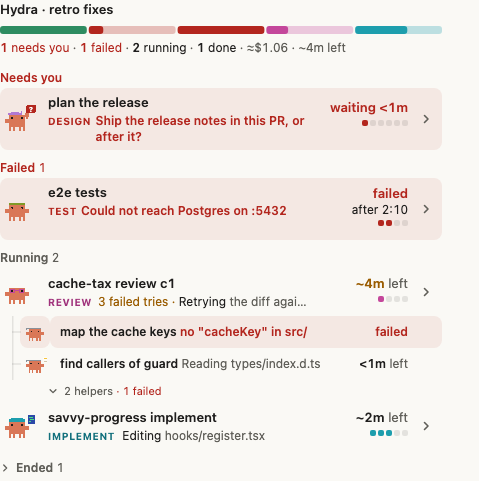 Hydra · retro fixes
1 needs you · 1 failed · 2 running · 1 done · ≈$1.06 · ~4m left
Needs you
?
plan the release
waiting <1m
DESIGN Ship the release notes in this PR, or
after it?
Failed 1
e2e tests
failed
TEST Could not reach Postgres on :5432
after 2:10
Running 2
cache-tax review c1
~4m left
REVIEW 3 failed tries · Retrying the diff agai…
map the cache keys no "cacheKey" in src/
failed
find callers of guard Reading types/index.d.ts
<1m left
2 helpers · 1 failed
savvy-progress implement
~2m left
IMPLEMENT Editing hooks/register.tsx
Ended 1